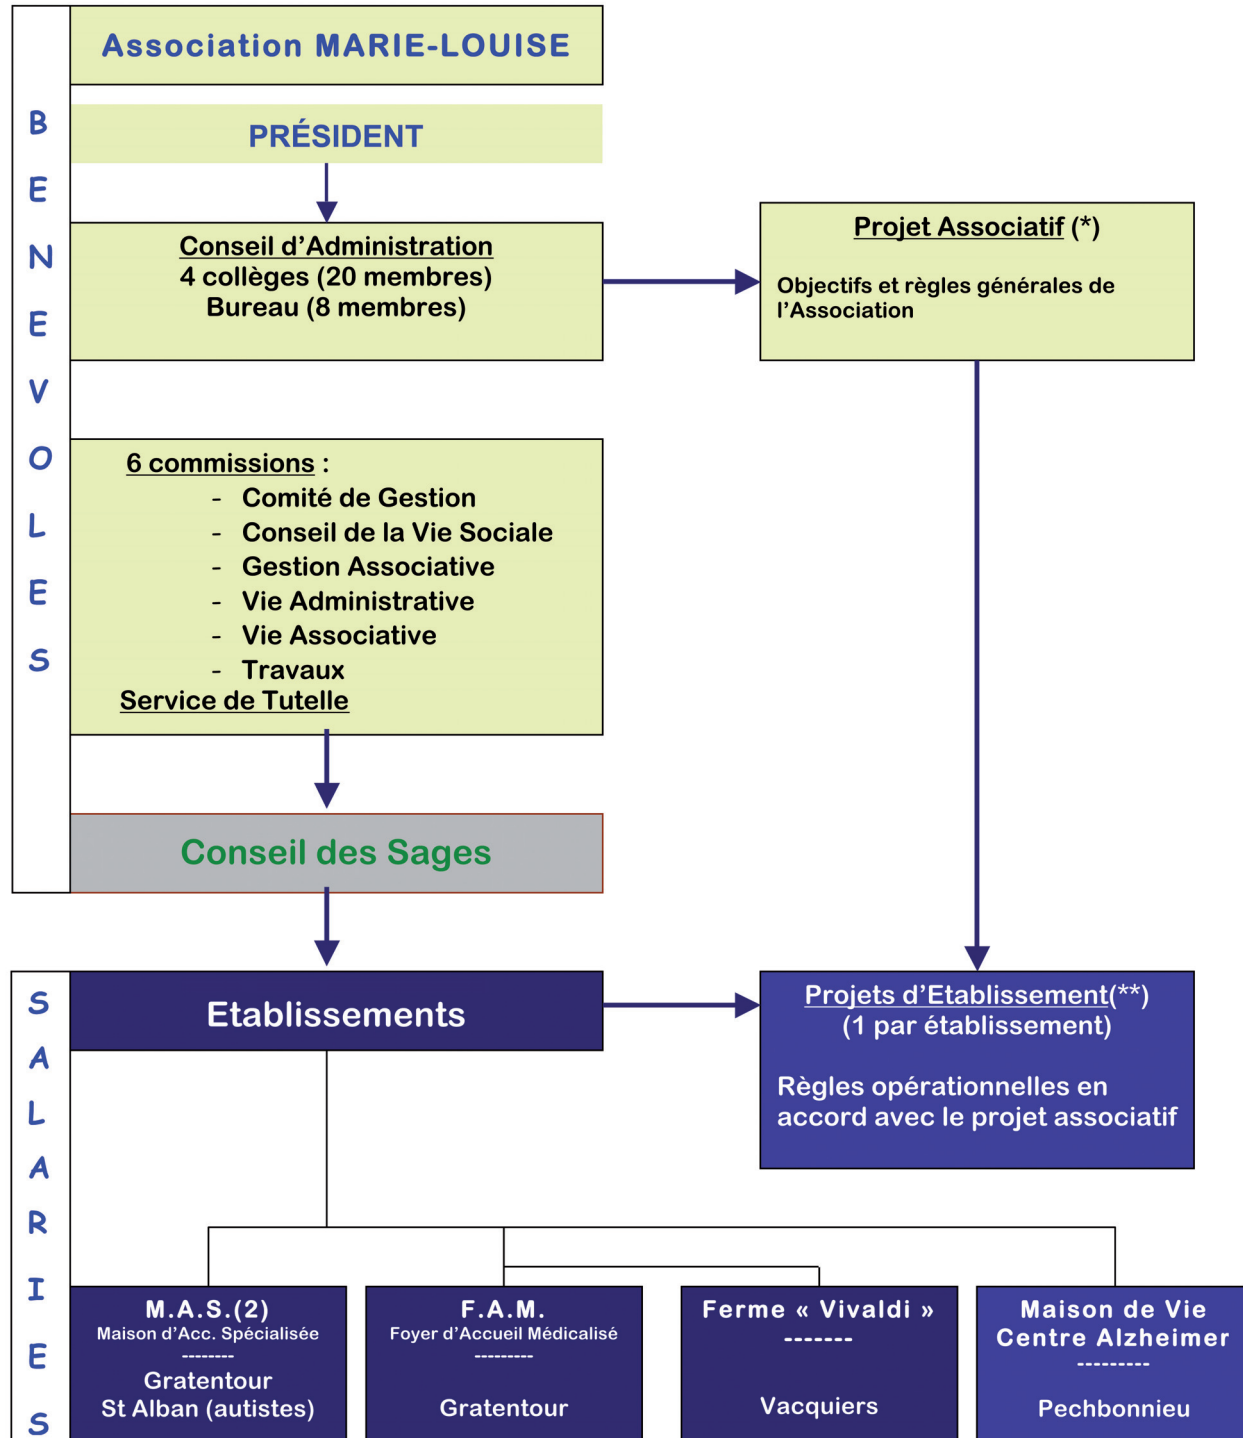 Association MARIE-LOUISE
BENEVOLES
PRÉSIDENT
Conseil d'Administration
4 collèges (20 membres)
Bureau (8 membres)
Projet Associatif (*)
Objectifs et règles générales de
l'Association
6 commissions :
- Comité de Gestion
- Conseil de la Vie Sociale
- Gestion Associative
- Vie Administrative
- Vie Associative
- Travaux
Service de Tutelle
Conseil des Sages
SALARIES
Etablissements
Projets d'Etablissement(**)
(1 par établissement)
Règles opérationnelles en
accord avec le projet associatif
M.A.S.(2)
Maison d'Acc. Spécialisée
--------
Gratentour
St Alban (autistes)
F.A.M.
Foyer d'Accueil Médicalisé
---------
Gratentour
Ferme « Vivaldi »
-------
Vacquiers
Maison de Vie
Centre Alzheimer
---------
Pechbonnieu